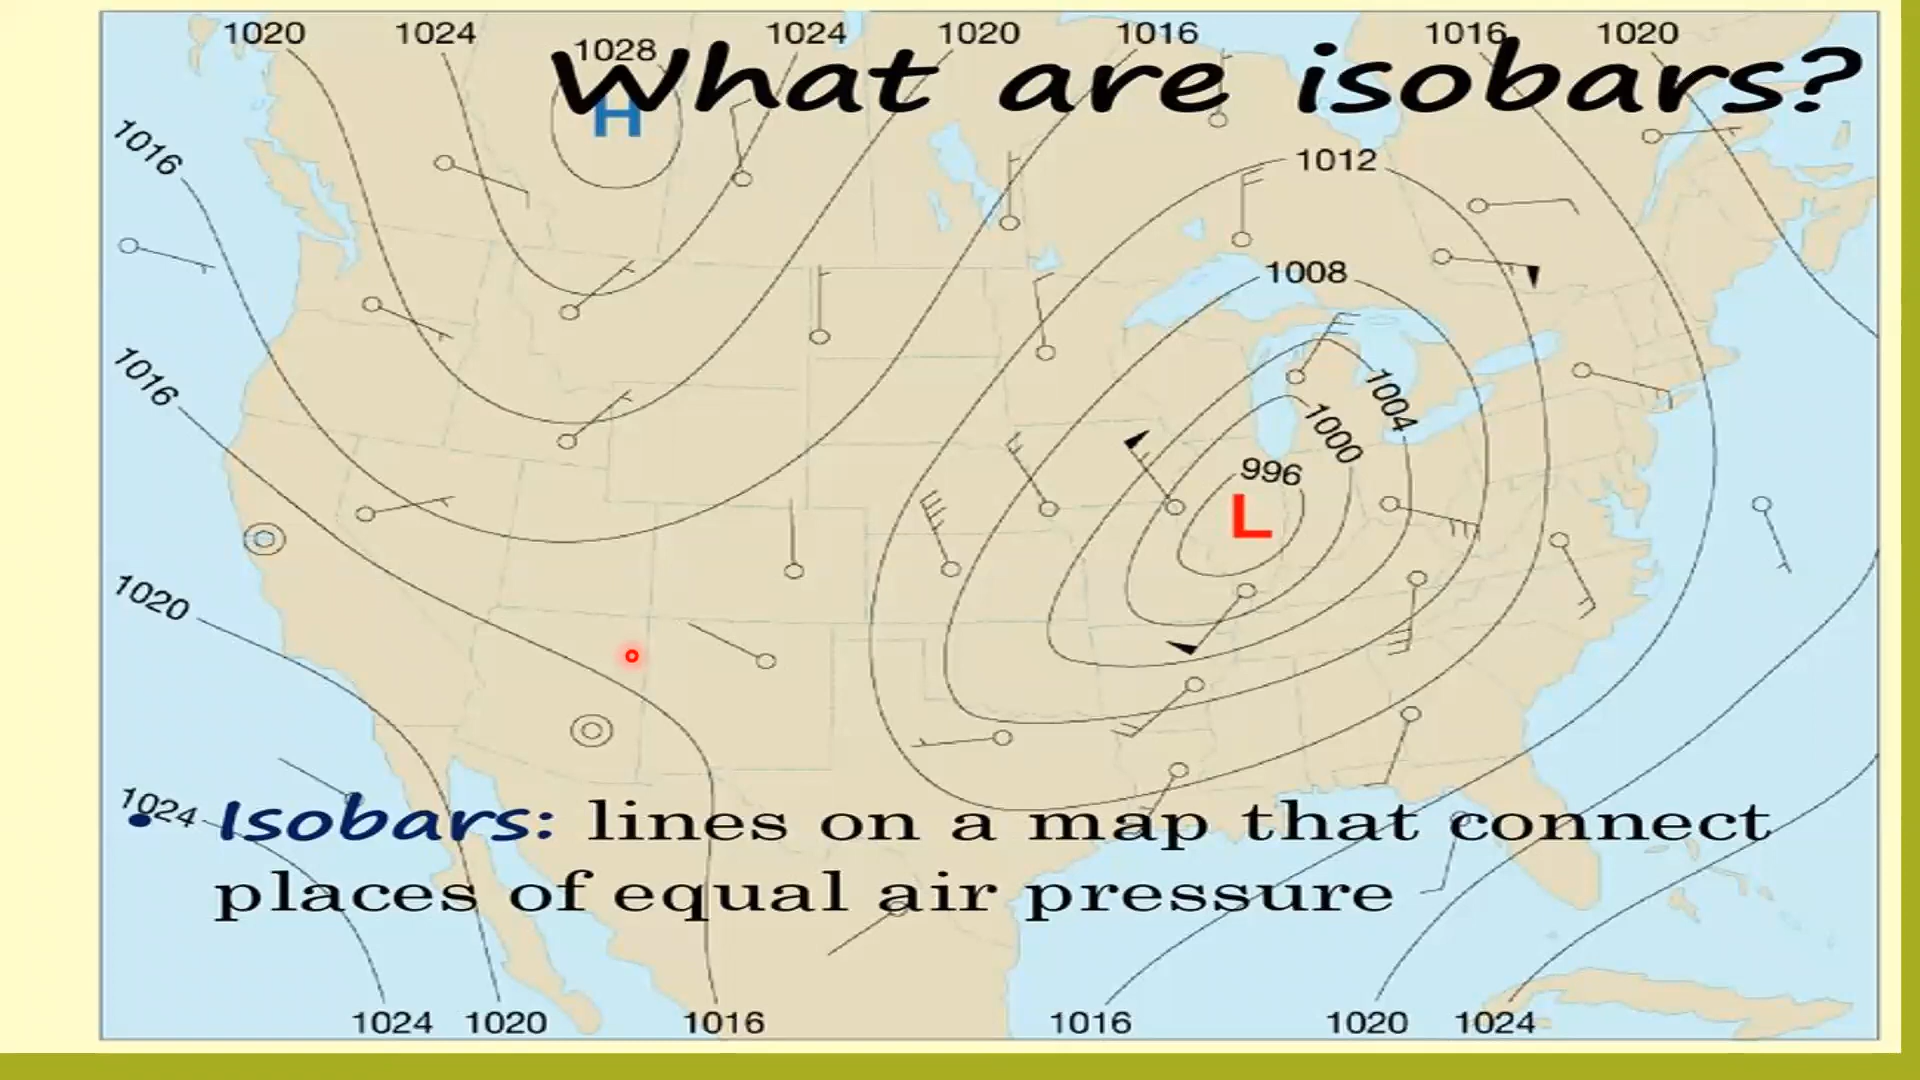 1020 1024 1028 1024 1020 1016 1016 1020
What are isobars?
H
1016
1012
1008
1016
1004
1000
996
L
1020
1024
• Isobars: lines on a map that connect
places of equal air pressure
1024 1020 1016 1016 1020 1024